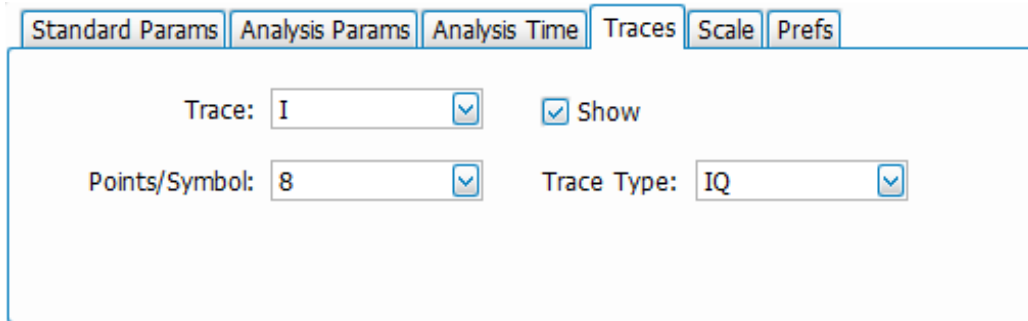 Standard Params Analysis Params Analysis Time Traces Scale Prefs
Trace: I Show
Points/Symbol: 8 Trace Type: IQ